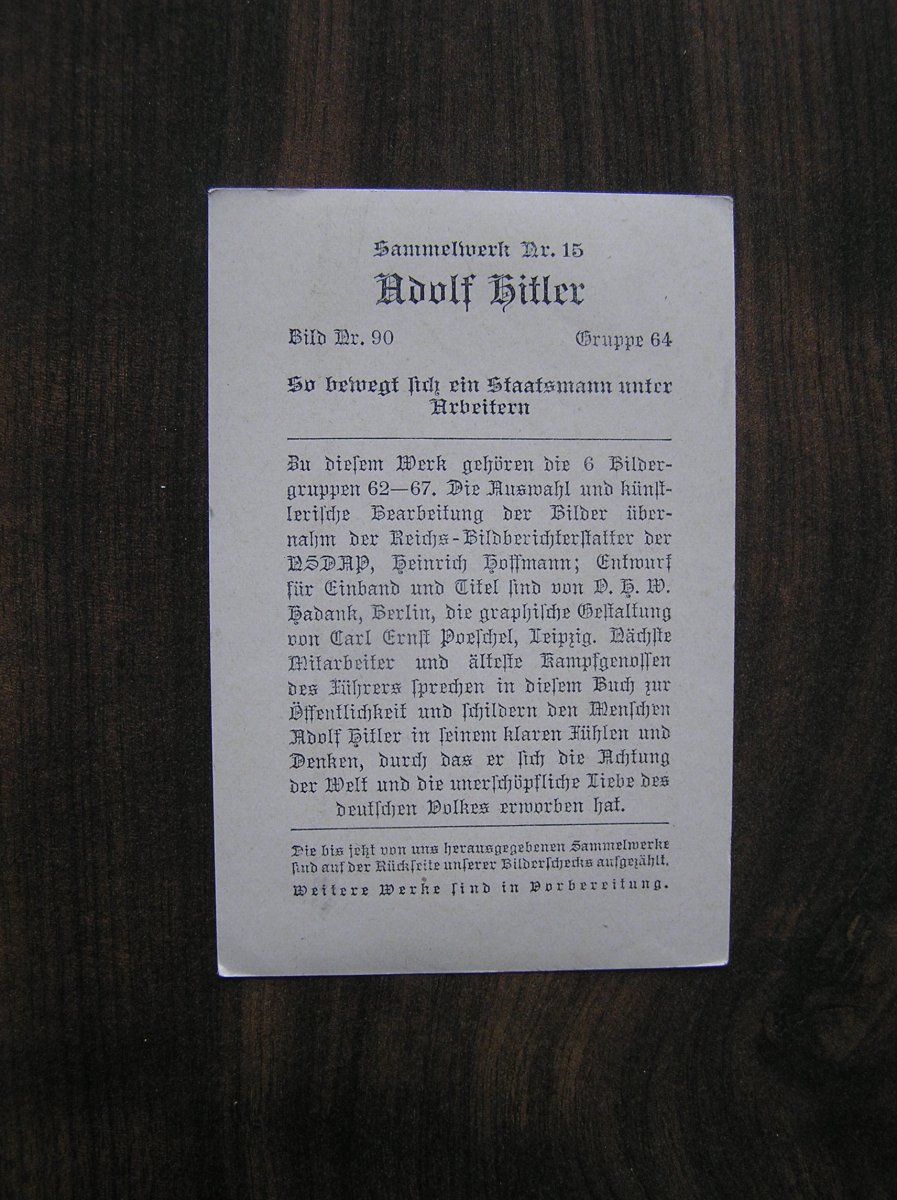 Sammelwerk Nr. 15
Adolf Hitler
Bild Nr. 90 Gruppe 64
So bewegt sich ein Staatsmann unter
Arbeitern
Zu diesem Werk gehören die 6 Bilder-
gruppen 62—67. Die Auswahl und künst-
lerische Bearbeitung der Bilder über-
nahm der Reichs-Bildberichterstatter der
NSDAP, Heinrich Hoffmann; Entwurf
für Einband und Titel sind von O. H. W.
Hadank, Berlin, die graphische Gestaltung
von Carl Ernst Poeschel, Leipzig. Nächste
Mitarbeiter und älteste Kampfgenossen
des Führers sprechen in diesem Buch zur
Öffentlichkeit und schildern den Menschen
Adolf Hitler in seinem klaren Fühlen und
Denken, durch das er sich die Achtung
der Welt und die unerschöpfliche Liebe des
deutschen Volkes erworben hat.
Die bis jetzt von uns herausgegebenen Sammelwerke
sind auf der Rückseite unserer Bilderschecks aufgezählt.
Weitere Werke sind in Vorbereitung.